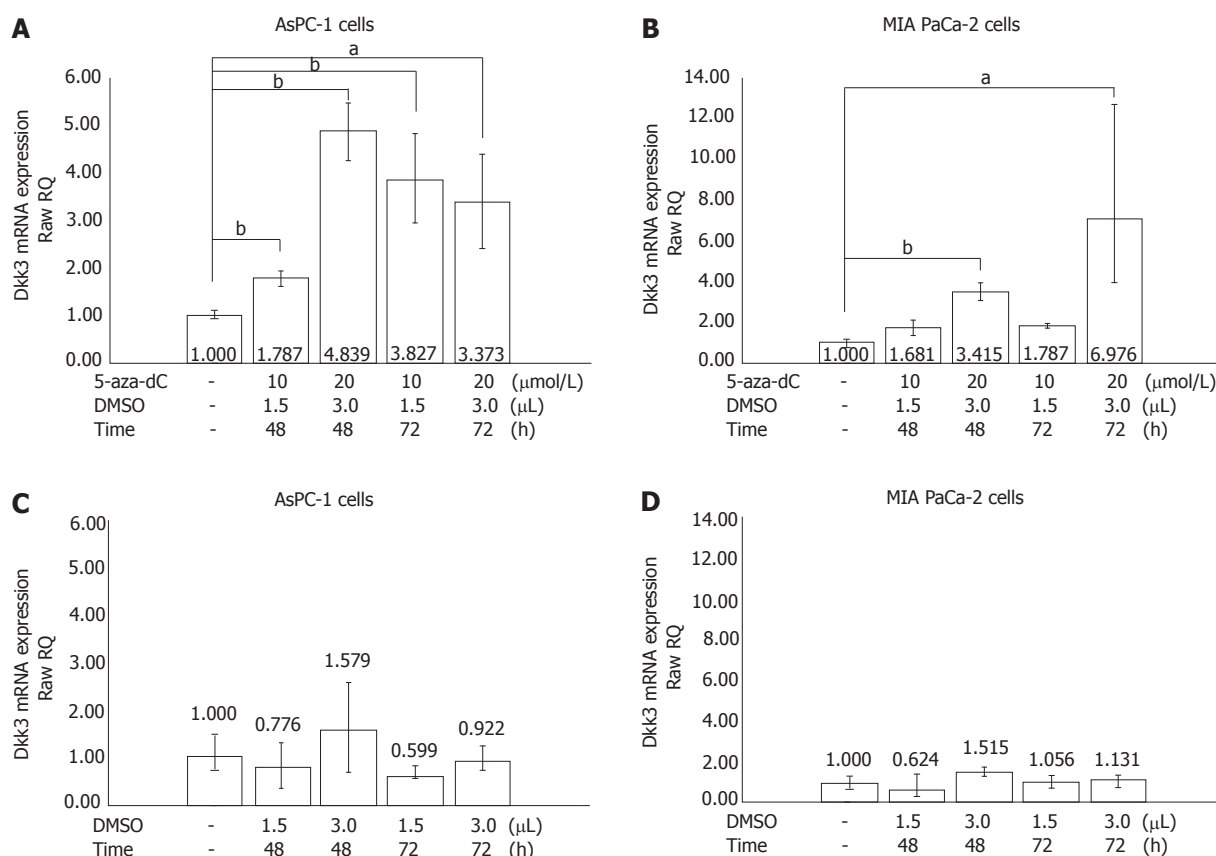 A
AsPC-1 cells
Dkk3 mRNA expression
Raw RQ
6.00
5.00
4.00
3.00
2.00
1.00
0.00
a
b
b
b
1.000 1.787 4.839 3.827 3.373
5-aza-dC - 10 20 10 20 (μmol/L)
DMSO - 1.5 3.0 1.5 3.0 (μL)
Time - 48 48 72 72 (h)
B
MIA PaCa-2 cells
Dkk3 mRNA expression
Raw RQ
14.00
12.00
10.00
8.00
6.00
4.00
2.00
0.00
a
b
1.000 1.681 3.415 1.787 6.976
5-aza-dC - 10 20 10 20 (μmol/L)
DMSO - 1.5 3.0 1.5 3.0 (μL)
Time - 48 48 72 72 (h)
C
AsPC-1 cells
Dkk3 mRNA expression
Raw RQ
6.00
5.00
4.00
3.00
2.00
1.00
0.00
1.000 0.776 1.579 0.599 0.922
DMSO - 1.5 3.0 1.5 3.0 (μL)
Time - 48 48 72 72 (h)
D
MIA PaCa-2 cells
Dkk3 mRNA expression
Raw RQ
14.00
12.00
10.00
8.00
6.00
4.00
2.00
0.00
1.000 0.624 1.515 1.056 1.131
DMSO - 1.5 3.0 1.5 3.0 (μL)
Time - 48 48 72 72 (h)